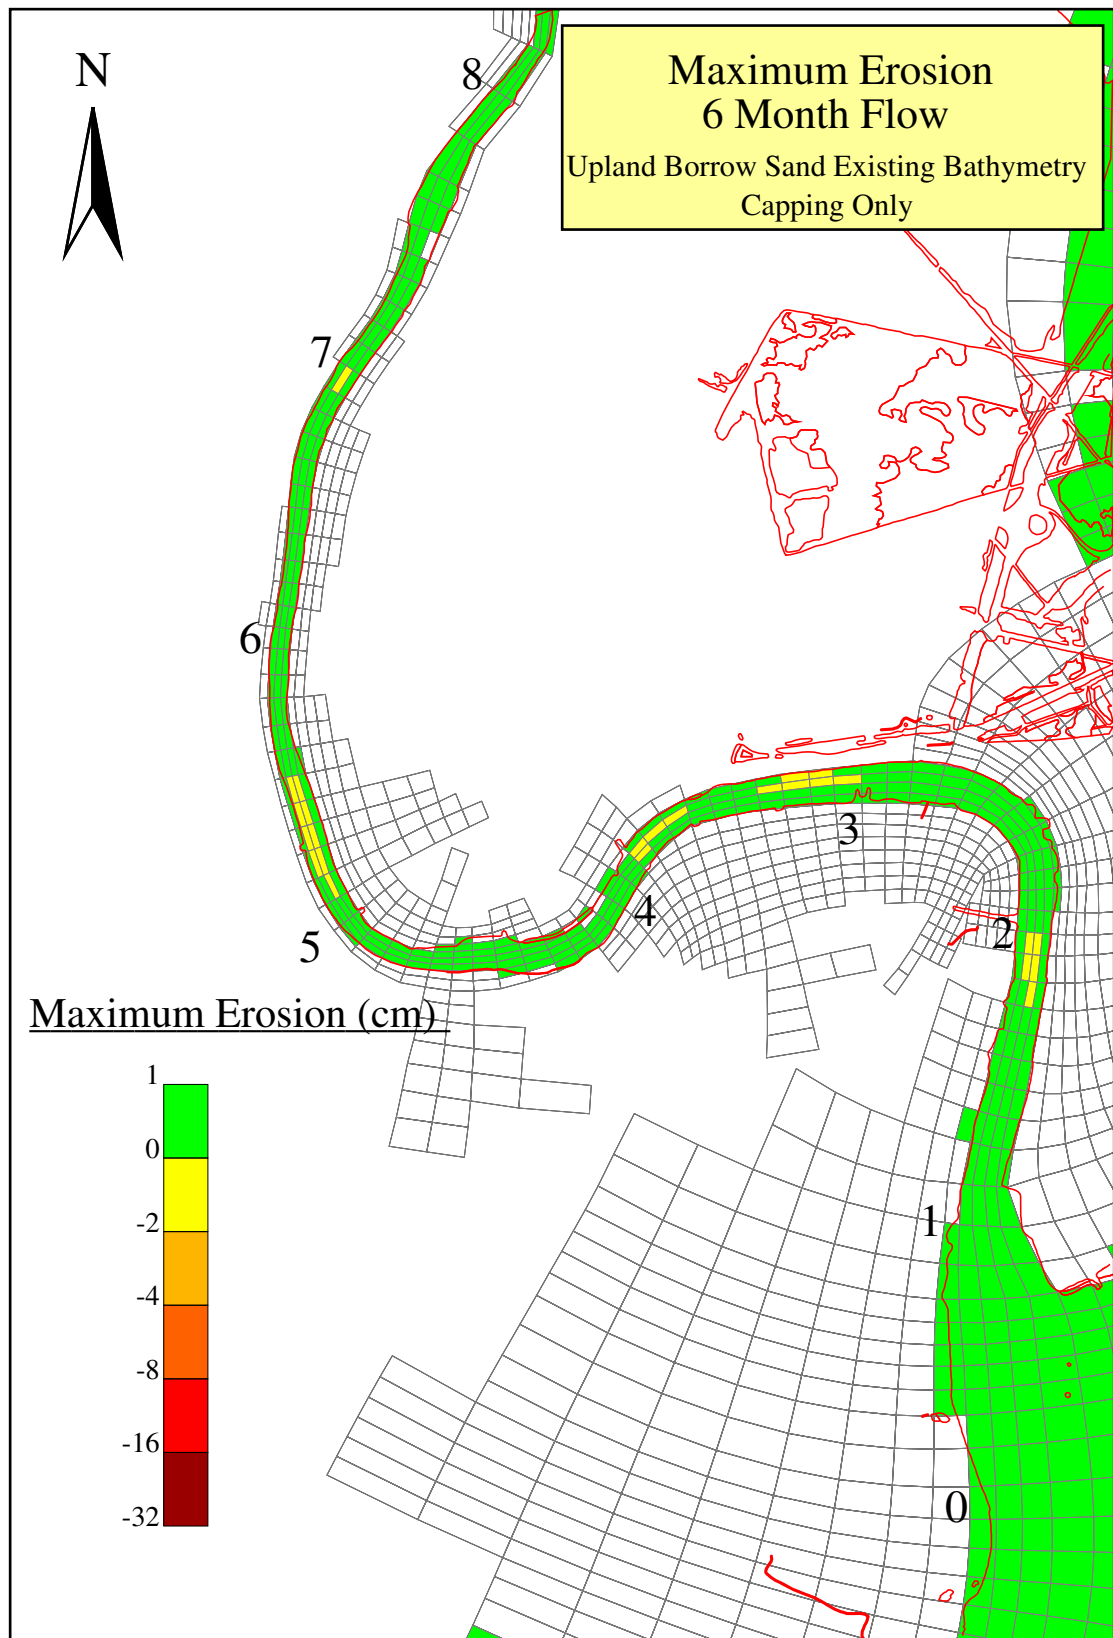 Maximum Erosion
6 Month Flow
Upland Borrow Sand Existing Bathymetry
Capping Only
N
8
7
6
5
4
3
2
1
0
Maximum Erosion (cm)
1
0
-2
-4
-8
-16
-32